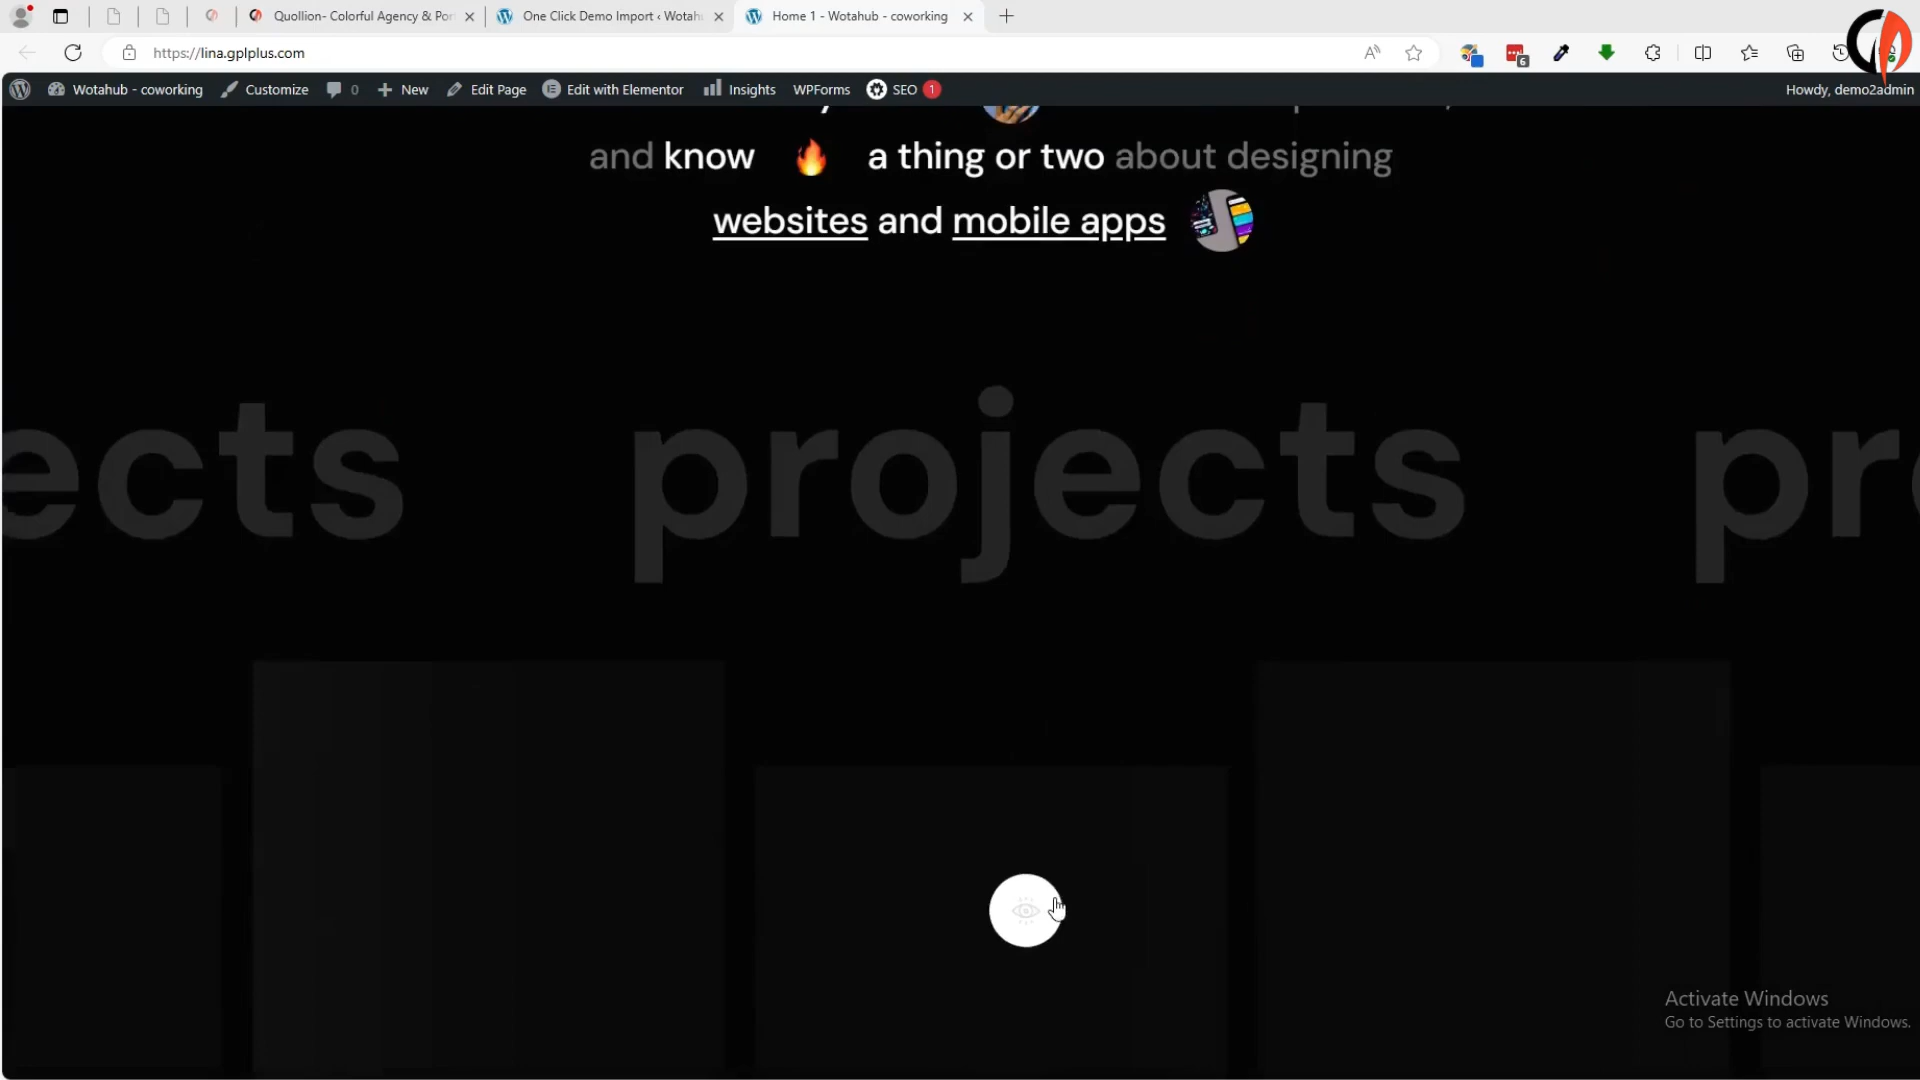 Quollion- Colorful Agency & Por
One Click Demo Import ‹ Wotah
Home 1 - Wotahub - coworking
https://lina.gplplus.com
6
Wotahub - coworking
Customize
0
New
Edit Page
Edit with Elementor
Insights
WPForms
SEO
1
Howdy, demo2admin
and know 🔥 a thing or two about designing
websites and mobile apps
ects projects pr
Activate Windows
Go to Settings to activate Windows.